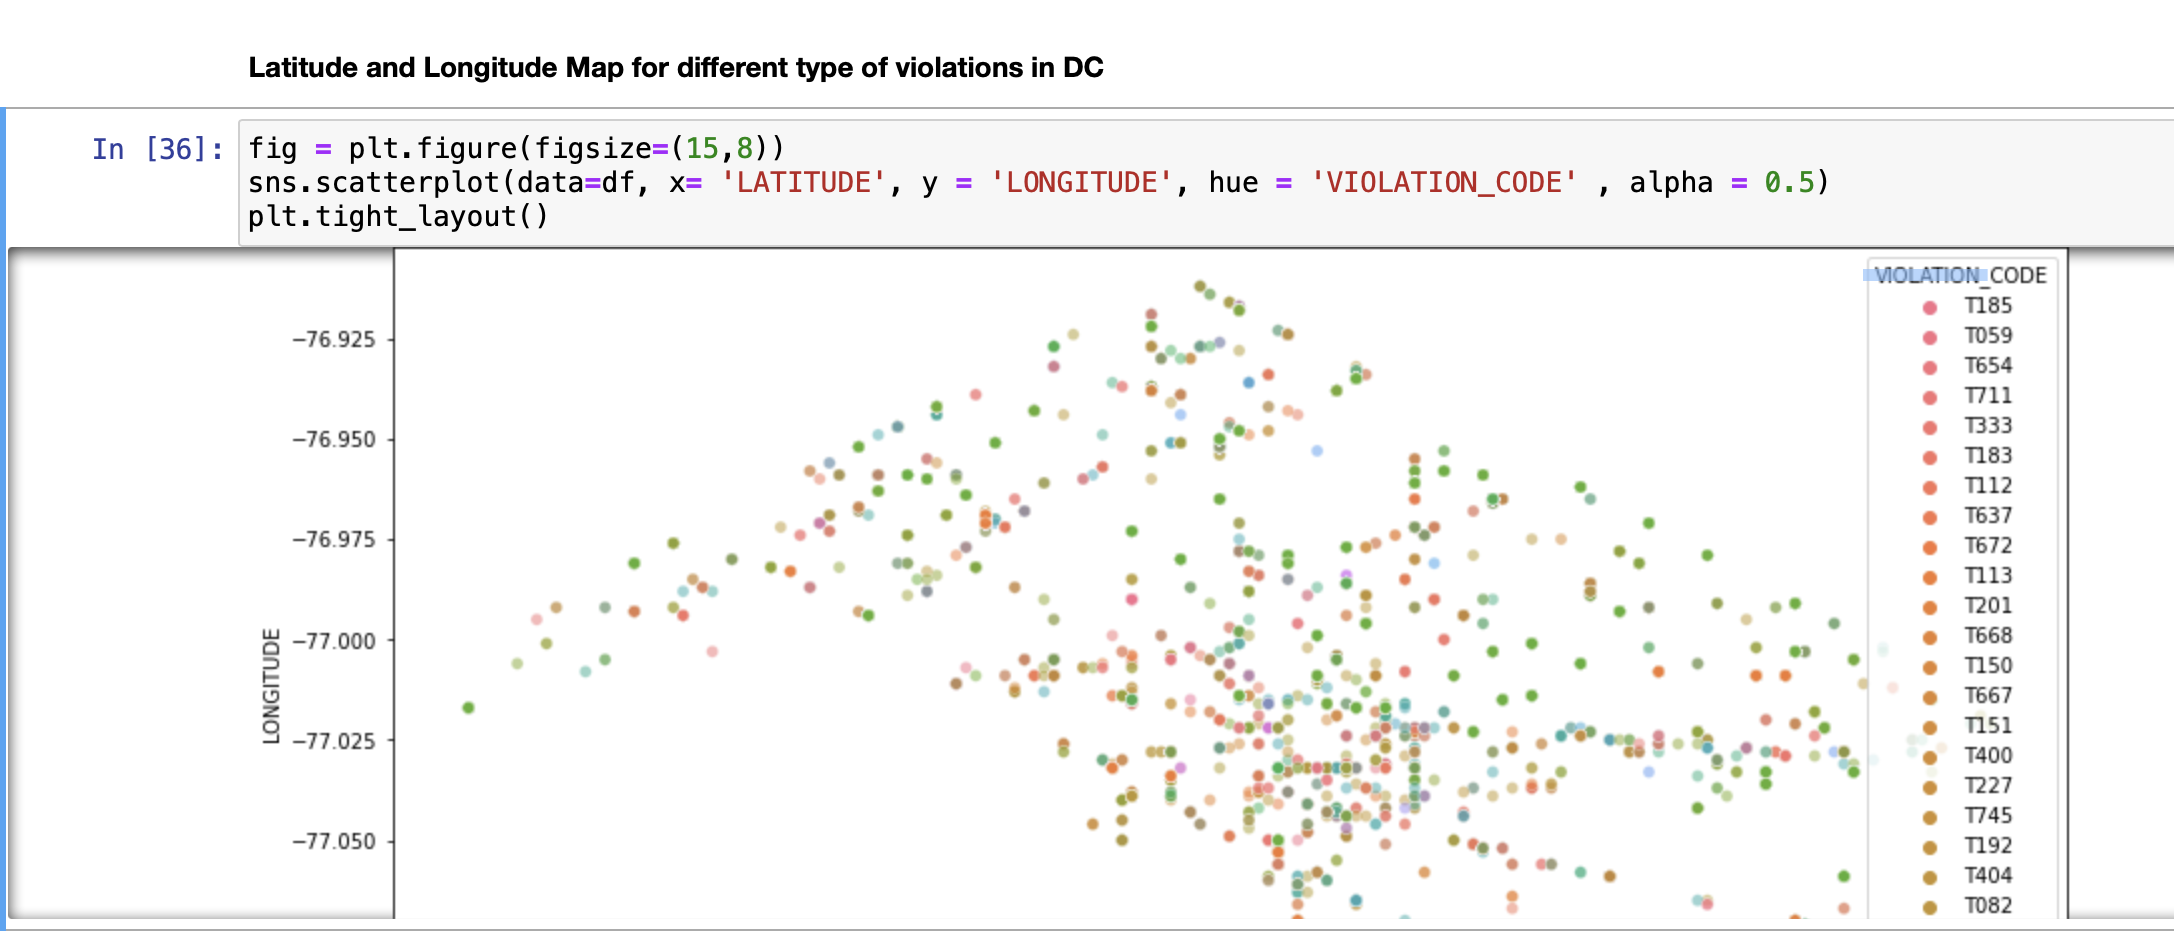 Latitude and Longitude Map for different type of violations in DC
In [36]:
fig = plt.figure(figsize=(15,8))
sns.scatterplot(data=df, x= 'LATITUDE', y = 'LONGITUDE', hue = 'VIOLATION_CODE' , alpha = 0.5)
plt.tight_layout()
LONGITUDE
−76.925
−76.950
−76.975
−77.000
−77.025
−77.050
VIOLATION_CODE
T185
T059
T654
T711
T333
T183
T112
T637
T672
T113
T201
T668
T150
T667
T151
T400
T227
T745
T192
T404
T082